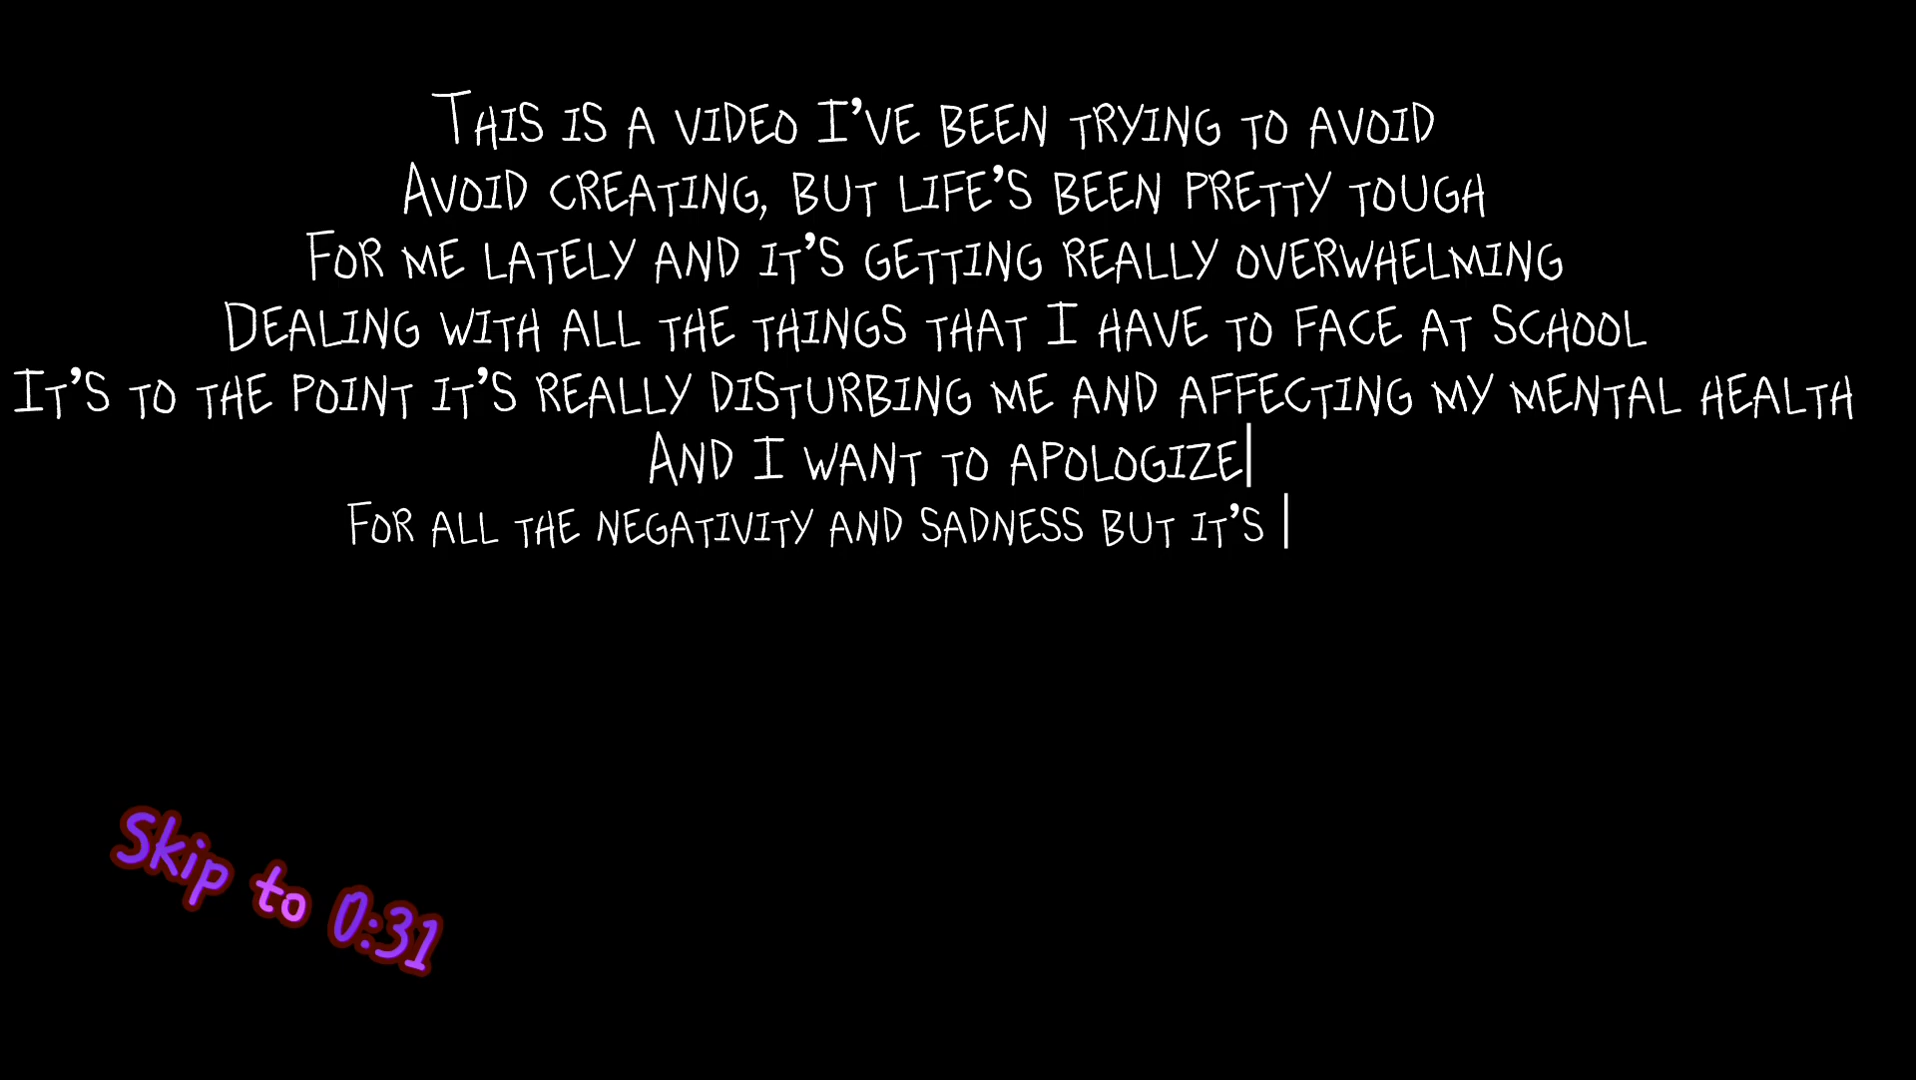 This is a video I've been trying to avoid
Avoid creating, but life's been pretty tough
For me lately and it's getting really overwhelming
Dealing with all the things that I have to face at school
It's to the point it's really disturbing me and affecting my mental health
And I want to apologize|
For all the negativity and sadness but it's |
Skip to 0:31